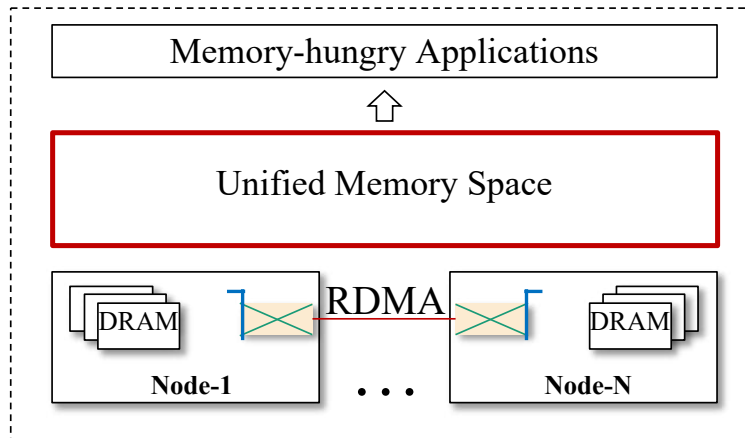 Memory-hungry Applications
Unified Memory Space
RDMA
DRAM
DRAM
Node-1
...
Node-N